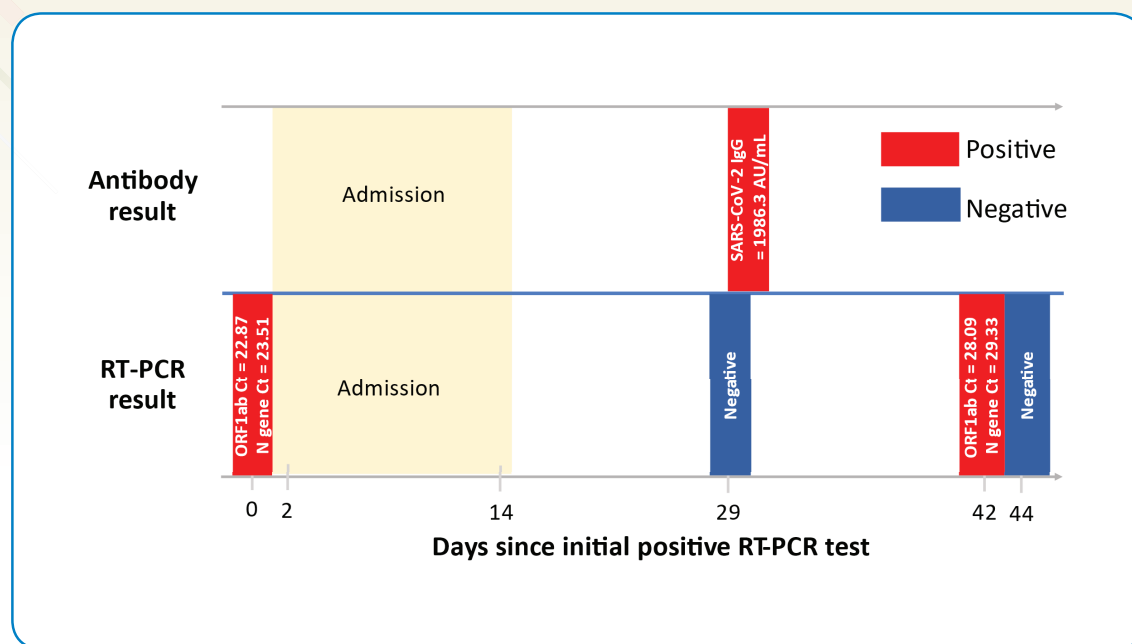 Antibody
result
Admission
SARS-CoV-2 IgG
= 1986.3 AU/mL
Positive
Negative
RT-PCR
result
ORF1ab Ct = 22.87
N gene Ct = 23.51
Admission
Negative
ORF1ab Ct = 28.09
N gene Ct = 29.33
Negative
0 2 14 29 42 44
Days since initial positive RT-PCR test